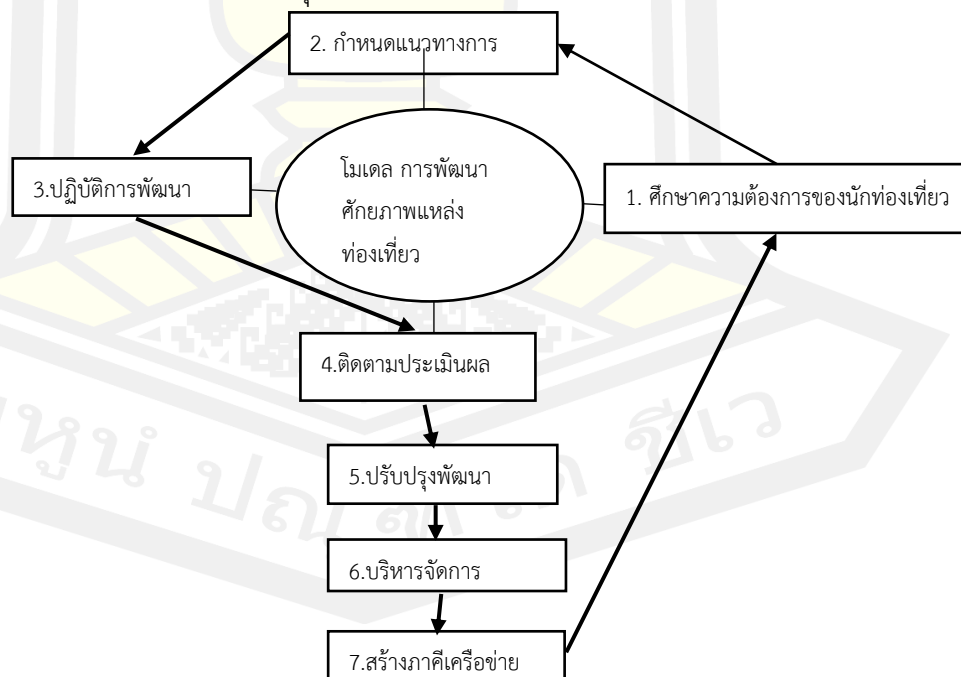 2. กำหนดแนวทางการ
โมเดล การพัฒนา
ศักยภาพแหล่ง
ท่องเที่ยว
3.ปฏิบัติการพัฒนา
1. ศึกษาความต้องการของนักท่องเที่ยว
4.ติดตามประเมินผล
5.ปรับปรุงพัฒนา
6.บริหารจัดการ
7.สร้างภาคีเครือข่าย